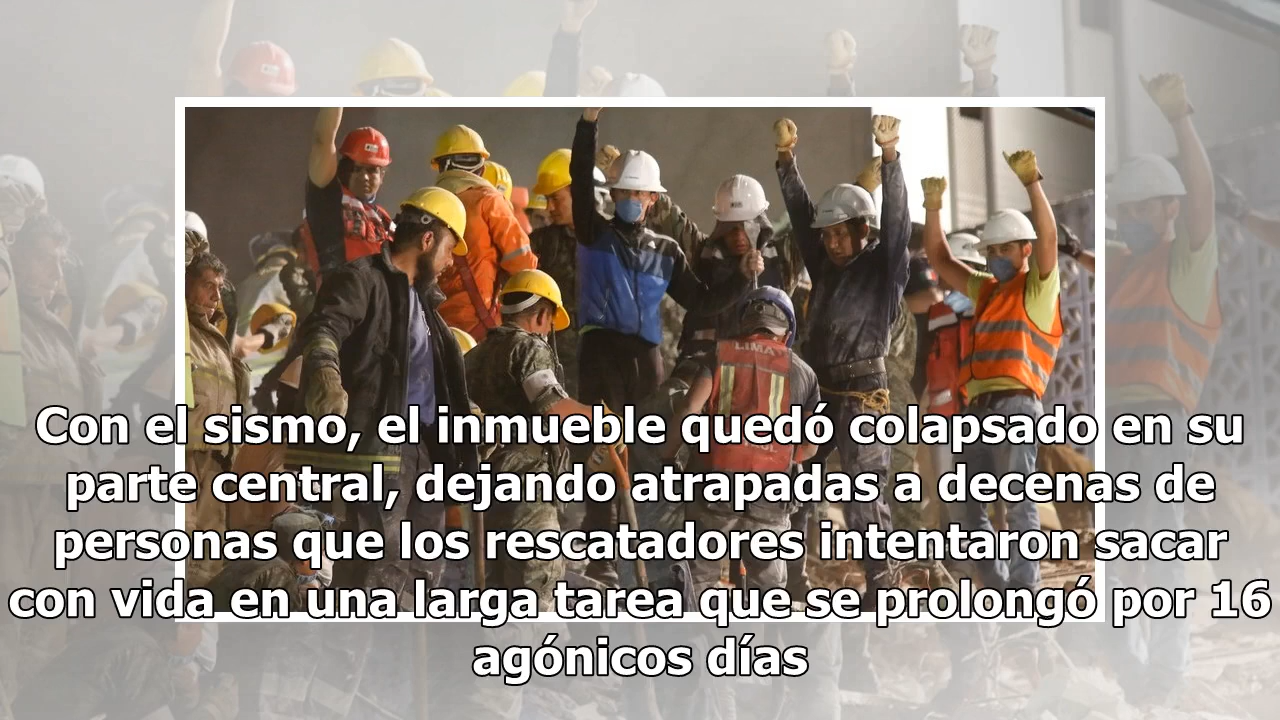 LIMA
Con el sismo, el inmueble quedó colapsado en su
parte central, dejando atrapadas a decenas de
personas que los rescatadores intentaron sacar
con vida en una larga tarea que se prolongó por 16
agónicos días